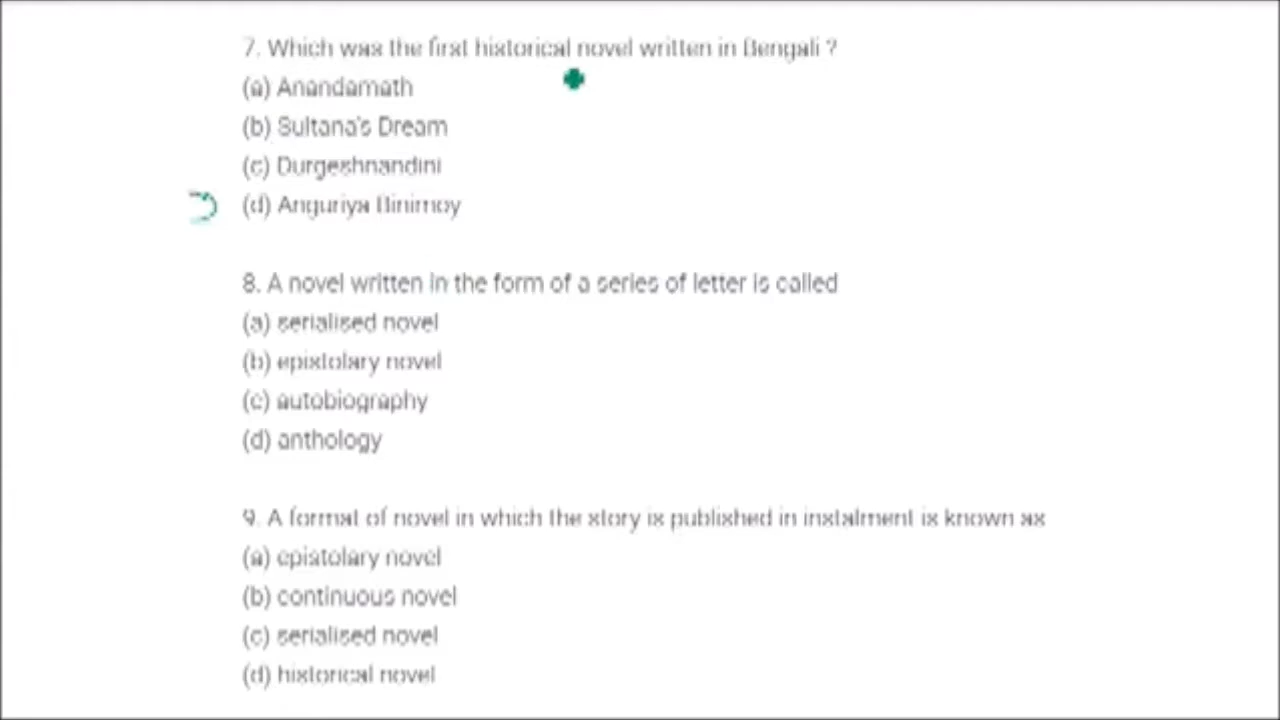 7. Which was the first historical novel written in Bengali ?
(a) Anandamath
(b) Sultana's Dream
(c) Durgeshnandini
(d) Anguriya Binimoy
8. A novel written in the form of a series of letter is called
(a) serialised novel
(b) epistolary novel
(c) autobiography
(d) anthology
9. A format of novel in which the story is published in instalment is known as
(a) epistolary novel
(b) continuous novel
(c) serialised novel
(d) historical novel